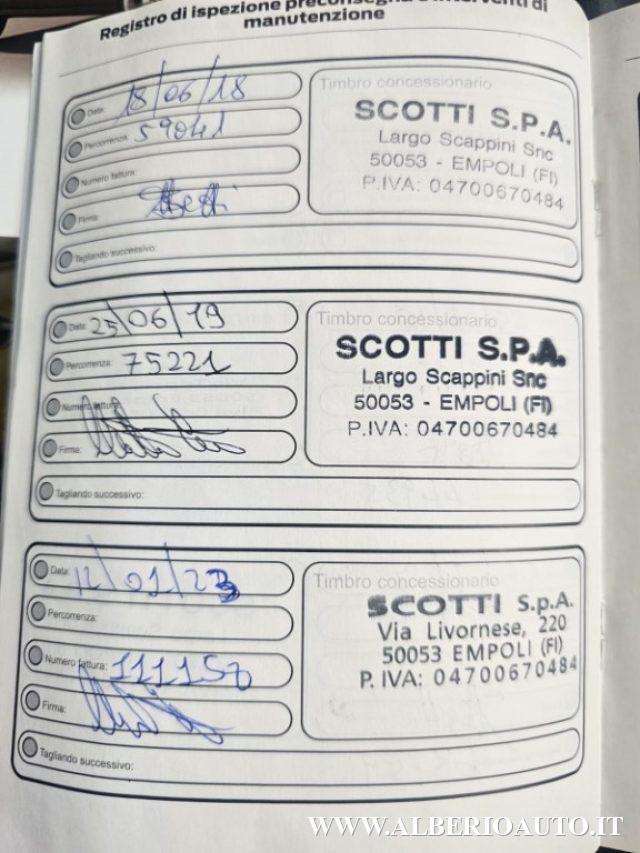 Registro di ispezione preconsegna e interventi di
manutenzione
Data: 18/06/18
Percorrenza: 59041
Numero fattura:
Firma:
Tagliando successivo:
Timbro concessionario
SCOTTI S.P.A.
Largo Scappini Snc
50053 - EMPOLI (FI)
P.IVA: 04700670484
Data: 25/06/19
Percorrenza: 75221
Numero fattura:
Firma:
Tagliando successivo:
Timbro concessionario
SCOTTI S.P.A.
Largo Scappini Snc
50053 - EMPOLI (FI)
P.IVA: 04700670484
Data: 12/01/23
Percorrenza:
Numero fattura: 111150
Firma:
Tagliando successivo:
Timbro concessionario
SCOTTI S.p.A.
Via Livornese, 220
50053 EMPOLI (FI)
P. IVA: 04700670484
WWW.ALBERIOAUTO.IT